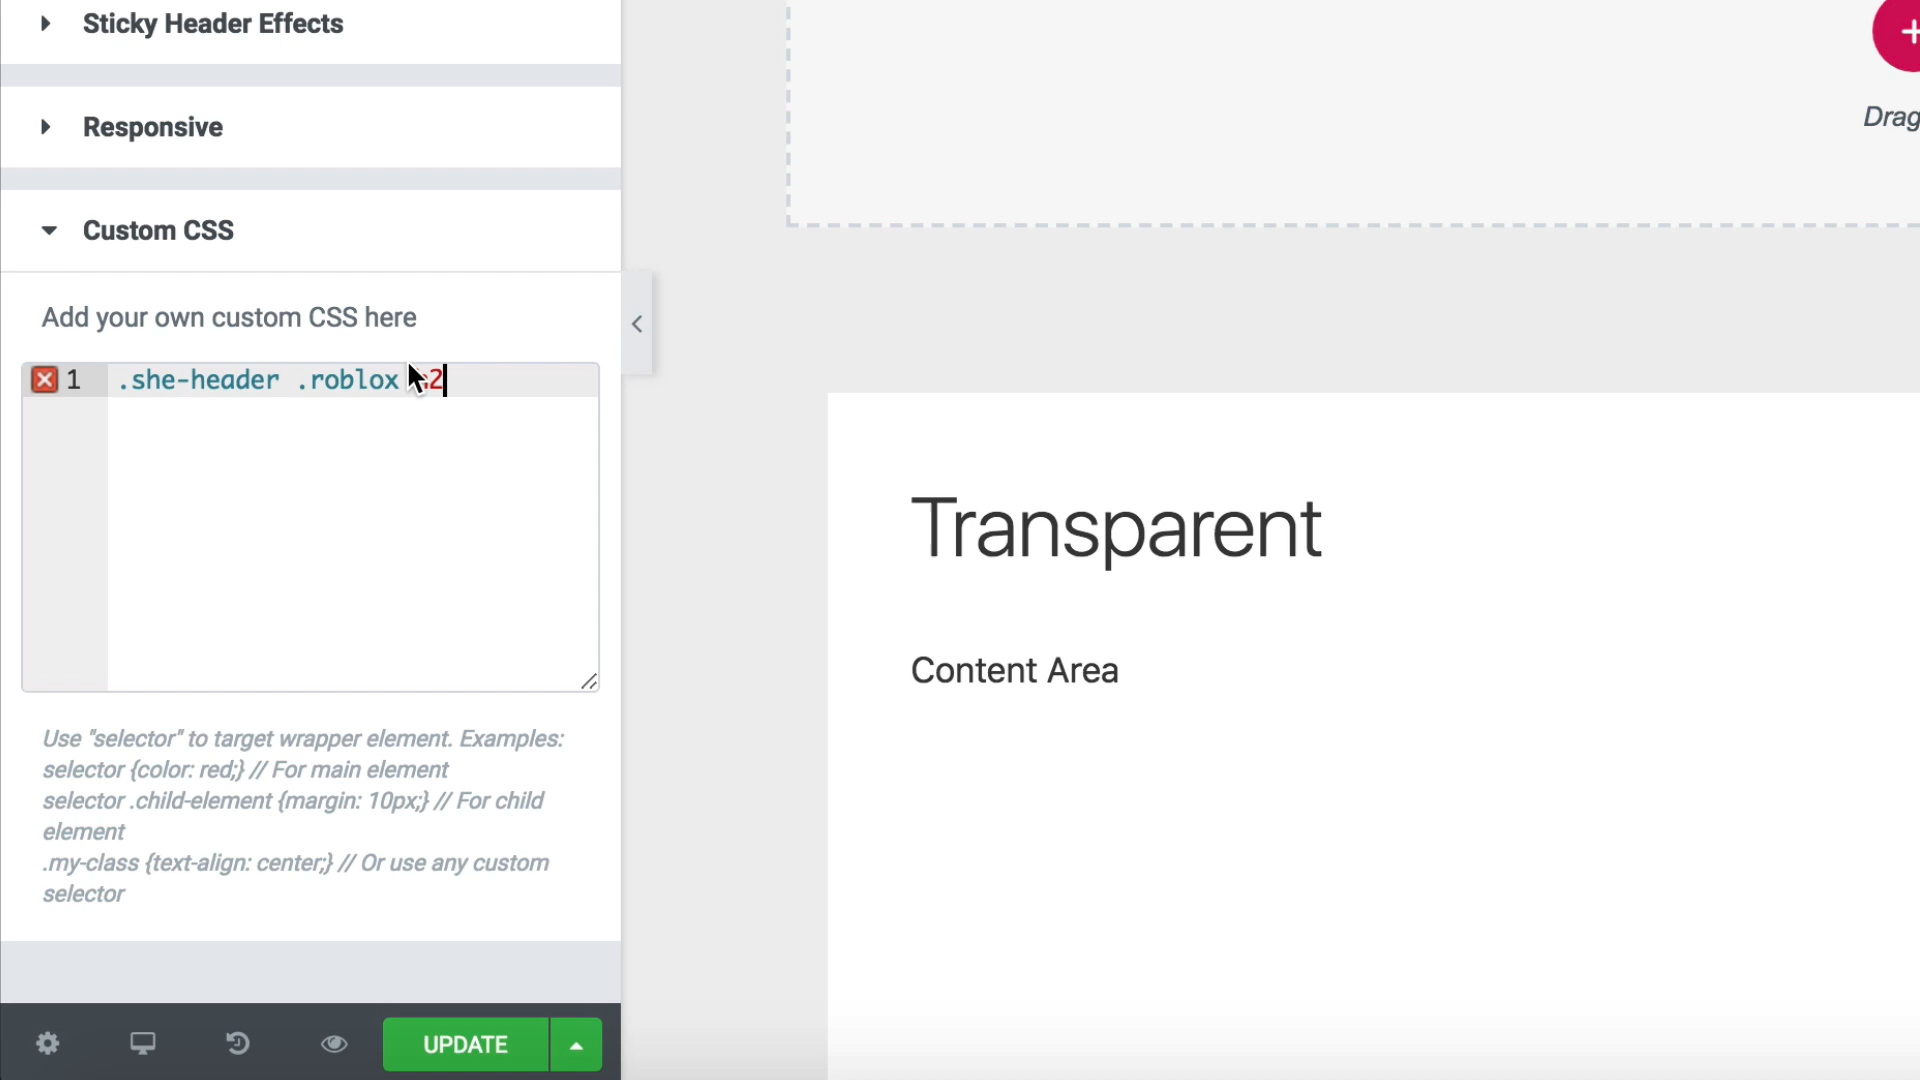 Sticky Header Effects
Responsive
Custom CSS
Add your own custom CSS here
1 .she-header .roblox
Use "selector" to target wrapper element. Examples:
selector {color: red;} // For main element
selector .child-element {margin: 10px;} // For child
element
.my-class {text-align: center;} // Or use any custom
selector
UPDATE
Drag
Transparent
Content Area